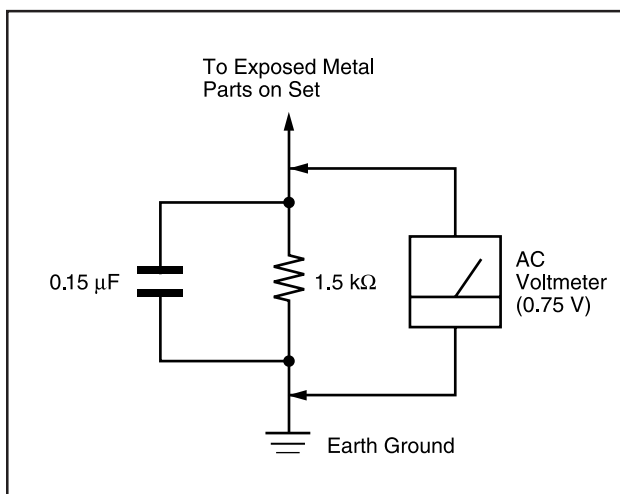 To Exposed Metal
Parts on Set
0.15 μF
1.5 kΩ
AC
Voltmeter
(0.75 V)
Earth Ground